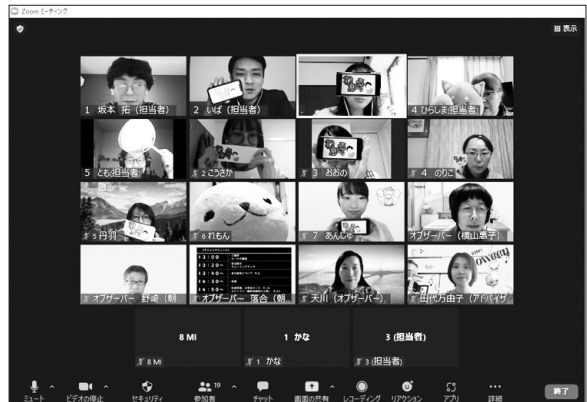 Zoom ミーティング
表示
1 坂本 拓（担当者）
2 いば（担当者）
4 ひらしま(担当者)
5 とも(担当者)
2 こうさか
3 おおの
4 のりこ
5 丹羽
6 れもん
7 あんじゅ
オブザーバー（横山惠子）
オブザーバー 野崎（朝
オブザーバー 落合（朝
天川（オブザーバー）
田代万由子（アドバイザ
8 MI
1 かな
3 (担当者)
8 MI
1 かな
3 (担当者)
19
ミュート
ビデオの停止
セキュリティ
参加者
チャット
画面の共有
レコーディング
リアクション
アプリ
詳細
終了